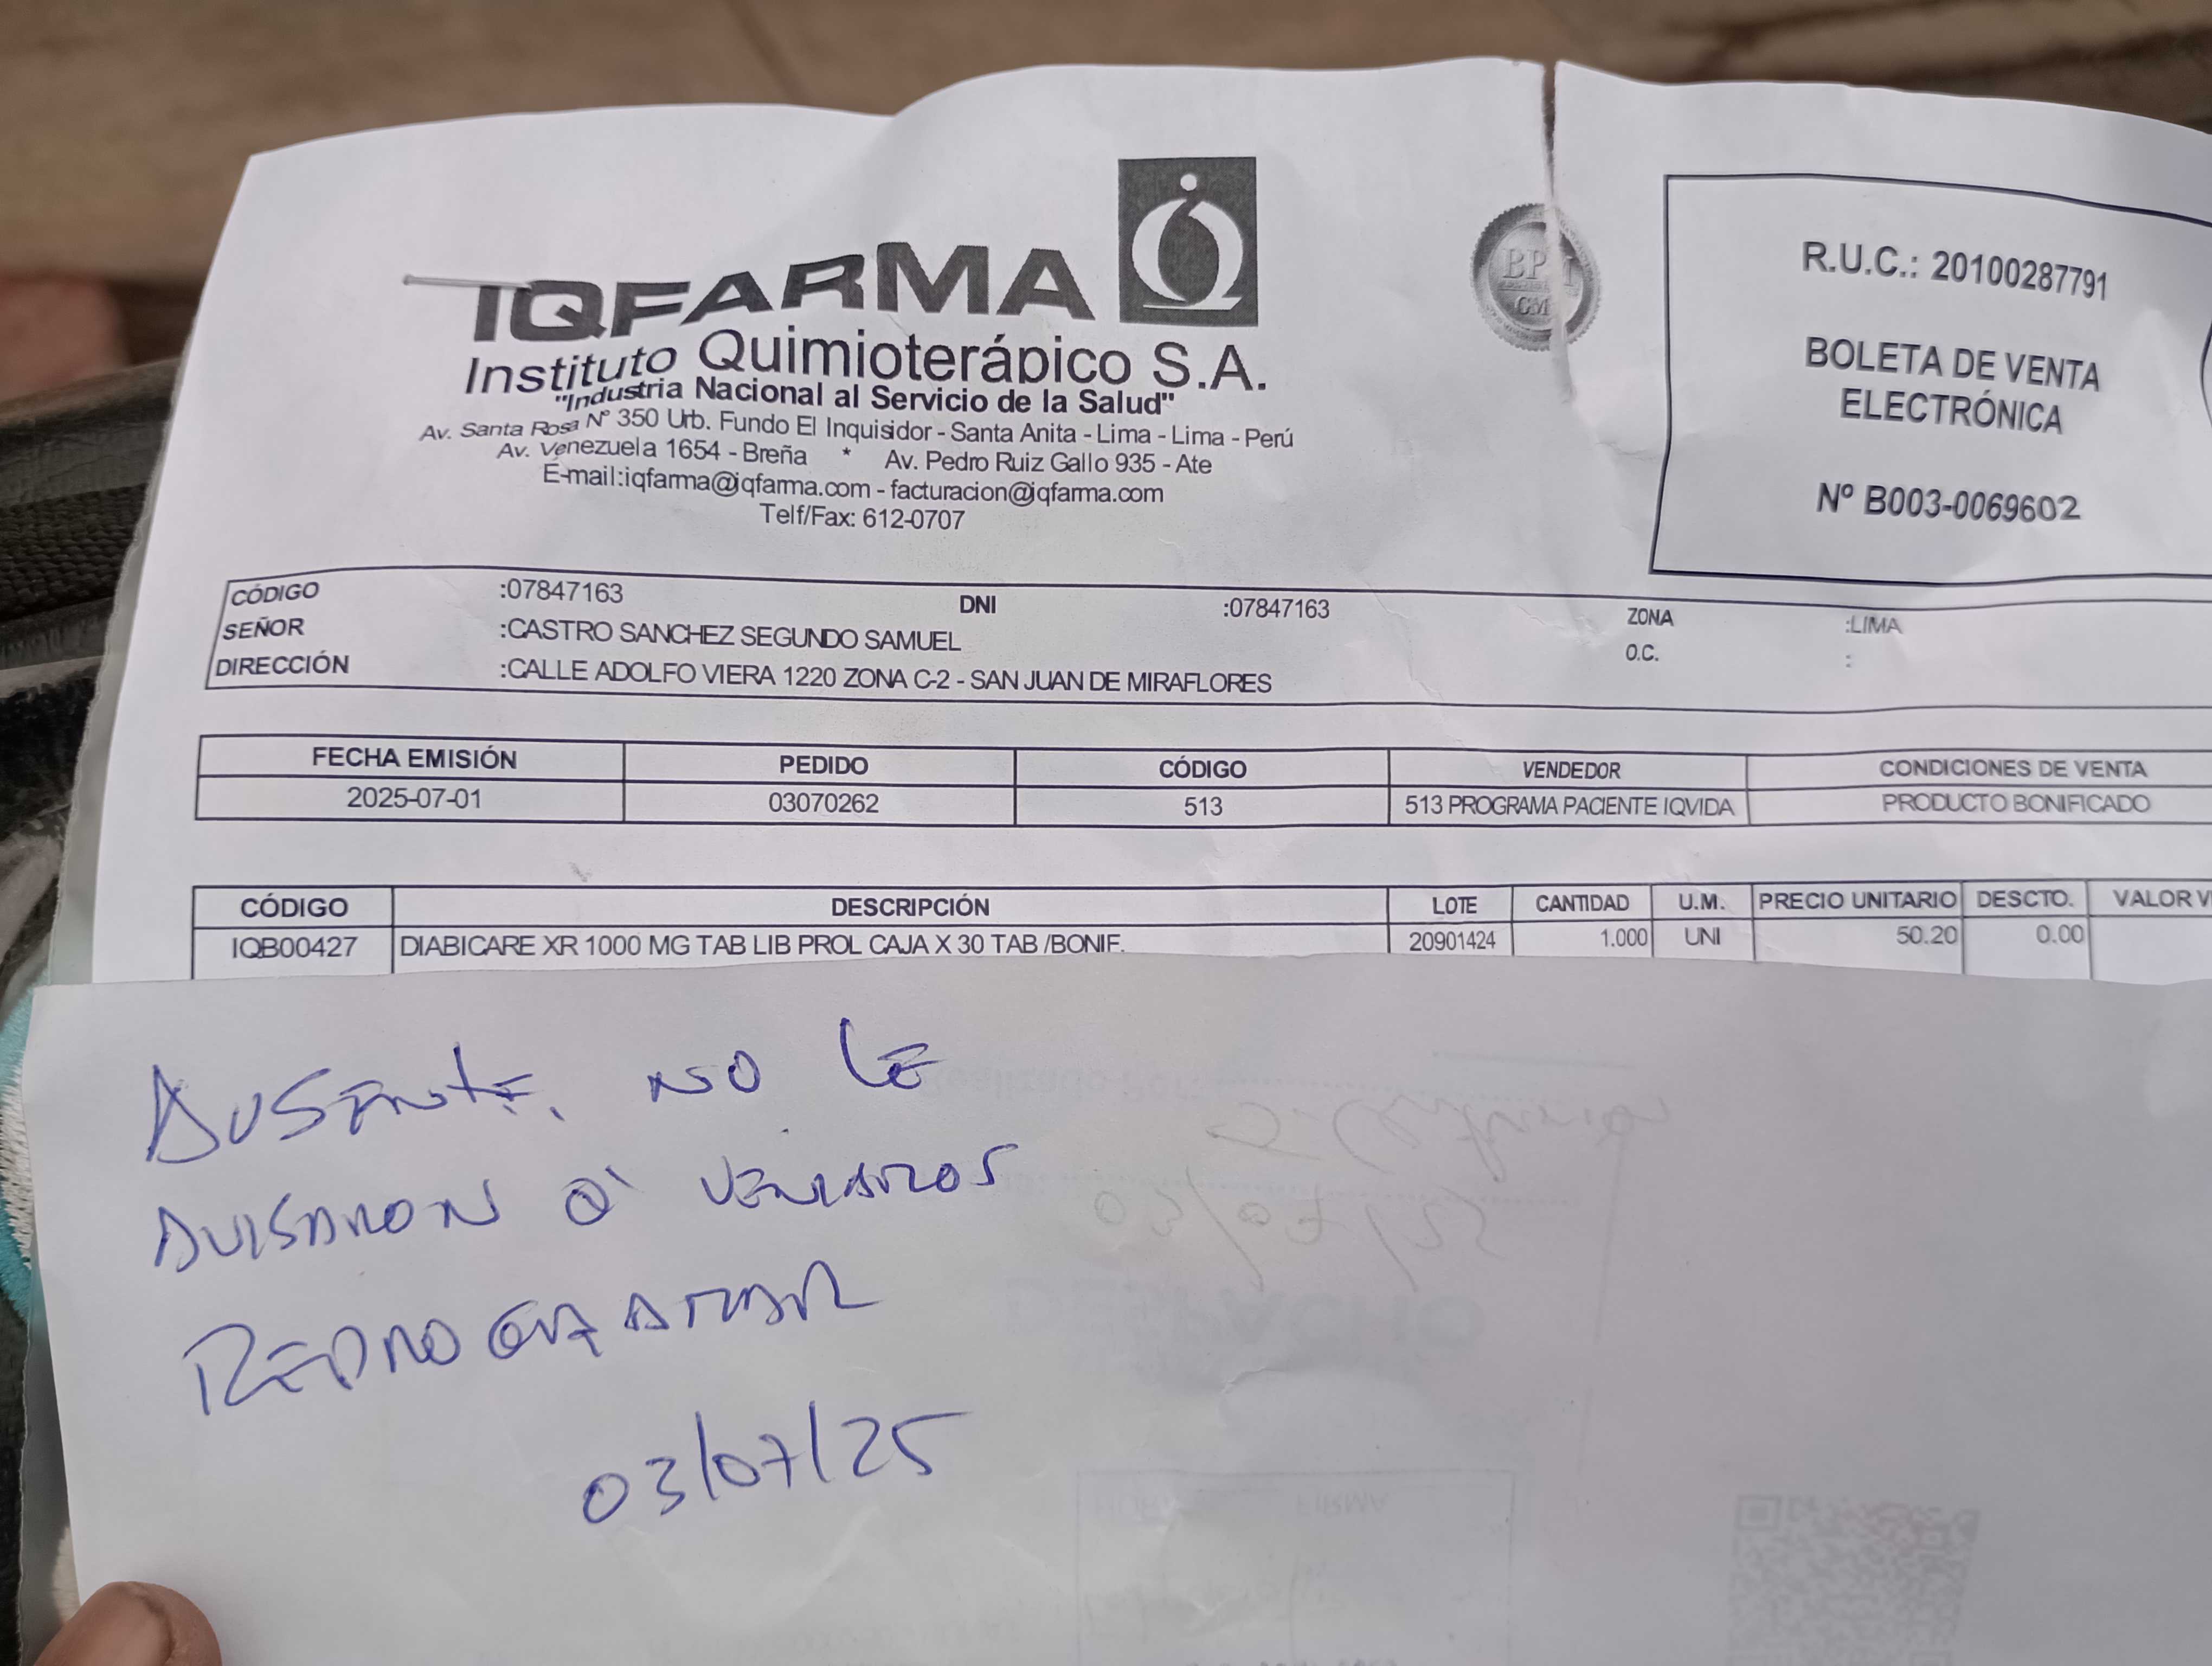 IQFARMA
Instituto Quimioterápico S.A.
"Industria Nacional al Servicio de la Salud"
Av. Santa Rosa Nº 350 Urb. Fundo El Inquisidor - Santa Anita - Lima - Lima - Perú
Av. Venezuela 1654 - Breña * Av. Pedro Ruiz Gallo 935 - Ate
E-mail:iqfarma@iqfarma.com - facturacion@iqfarma.com
Telf/Fax: 612-0707
R.U.C.: 20100287791
BOLETA DE VENTA
ELECTRÓNICA
Nº B003-0069602
CÓDIGO :07847163 DNI :07847163 ZONA :LIMA
SEÑOR :CASTRO SANCHEZ SEGUNDO SAMUEL O.C. :
DIRECCIÓN :CALLE ADOLFO VIERA 1220 ZONA C-2 - SAN JUAN DE MIRAFLORES
FECHA EMISIÓN PEDIDO CÓDIGO VENDEDOR CONDICIONES DE VENTA
2025-07-01 03070262 513 513 PROGRAMA PACIENTE IQVIDA PRODUCTO BONIFICADO
CÓDIGO DESCRIPCIÓN LOTE CANTIDAD U.M. PRECIO UNITARIO DESCTO. VALOR V
IQB00427 DIABICARE XR 1000 MG TAB LIB PROL CAJA X 30 TAB /BONIF. 20901424 1.000 UNI 50.20 0.00
AUSENTE. NO LE
AVISARON Q' VENIAMOS
REPROGRAMAR
03/07/25